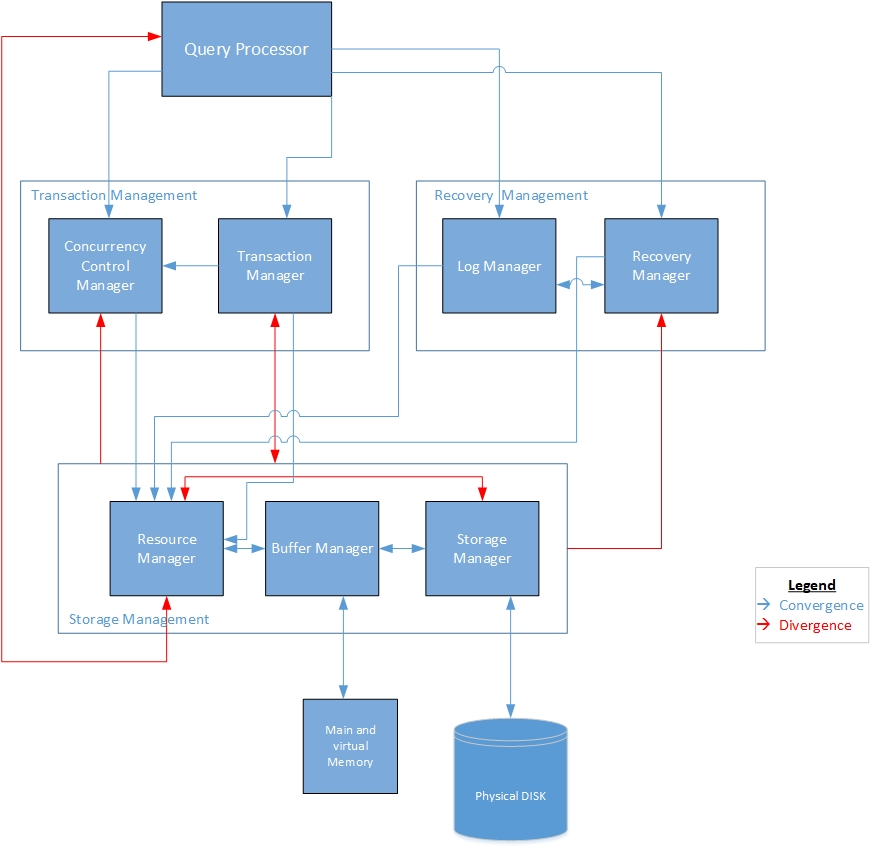 Query Processor
Transaction Management
Recovery Management
Concurrency
Control
Manager
Transaction
Manager
Log Manager
Recovery
Manager
Resource
Manager
Buffer Manager
Storage
Manager
Storage Management
Legend
Convergence
Divergence
Main and
virtual
Memory
Physical DISK